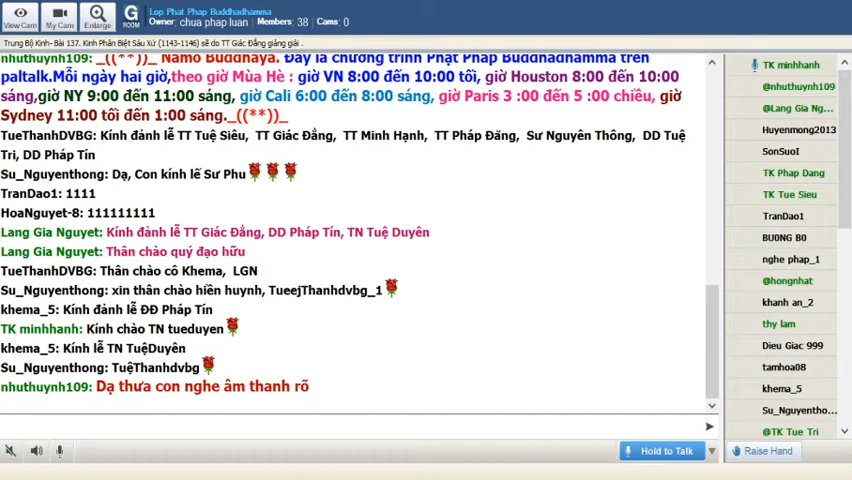 Lop Phat Phap Buddhadhamma
Owner: chua phap luan   Members: 38   Cams: 0
View Cam
My Cam
Enlarge
G
ROOM
Trung Bộ Kinh- Bài 137. Kinh Phân Biệt Sáu Xứ (1143-1146) sẽ do TT Giác Đẳng giảng giải .
nhuthuynh109: _((**)_ Namo Buddhaya. Đây là chương trình Phật Pháp Buddhadhamma trên
paltalk.Mỗi ngày hai giờ,theo giờ Mùa Hè : giờ VN 8:00 đến 10:00 tối, giờ Houston 8:00 đến 10:00
sáng,giờ NY 9:00 đến 11:00 sáng, giờ Cali 6:00 đến 8:00 sáng, giờ Paris 3 :00 đến 5 :00 chiều, giờ
Sydney 11:00 tối đến 1:00 sáng._((**))_
TueThanhDVBG: Kính đảnh lễ TT Tuệ Siêu, TT Giác Đẳng, TT Minh Hạnh, TT Pháp Đăng, Sư Nguyên Thông, DD Tuệ
Tri, DD Pháp Tín
Su_Nguyenthong: Dạ, Con kính lễ Sư Phu
TranDao1: 1111
HoaNguyet-8: 111111111
Lang Gia Nguyet: Kính đảnh lễ TT Giác Đẳng, DD Pháp Tín, TN Tuệ Duyên
Lang Gia Nguyet: Thân chào quý đạo hữu
TueThanhDVBG: Thân chào cô Khema, LGN
Su_Nguyenthong: xin thân chào hiền huynh, TueejThanhdvbg_1
khema_5: Kính đảnh lễ ĐĐ Pháp Tín
TK minhhanh: Kính chào TN tueduyen
khema_5: Kính lễ TN TuệDuyên
Su_Nguyenthong: TuệThanhdvbg
nhuthuynh109: Dạ thưa con nghe âm thanh rõ
TK minhhanh
@nhuthuynh109
@Lang Gia Ng...
Huyenmong2013
SonSuoI
TK Phap Dang
TK Tue Sieu
TranDao1
BU0NG B0
nghe phap_1
@hongnhat
khanh an_2
thy lam
Dieu Giac 999
tamhoa08
khema_5
Su_Nguyentho...
@TK Tue Tri
Hold to Talk
Raise Hand